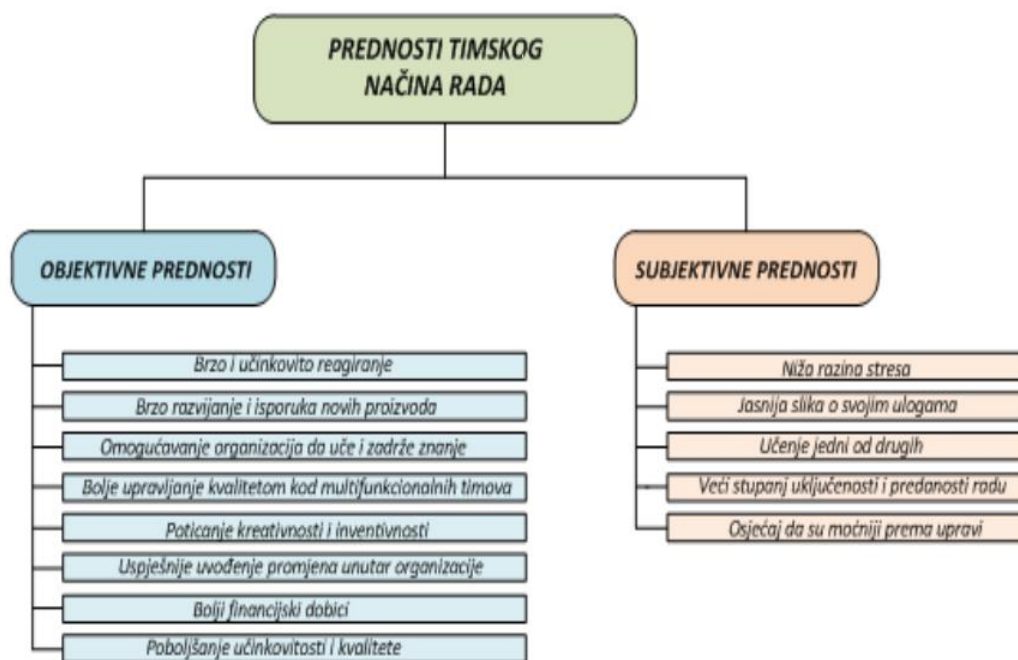 PREDNOSTI TIMSKOG
NAČINA RADA
OBJEKTIVNE PREDNOSTI
Brzo i učinkovito reagiranje
Brzo razvijanje i isporuka novih proizvoda
Omogućavanje organizacija da uče i zadrže znanje
Bolje upravljanje kvalitetom kod multifunkcionalnih timova
Poticanje kreativnosti i inventivnosti
Uspješnije uvođenje promjena unutar organizacije
Bolji financijski dobici
Poboljšanje učinkovitosti i kvalitete
SUBJEKTIVNE PREDNOSTI
Niža razina stresa
Jasnija slika o svojim ulogama
Učenje jedni od drugih
Veći stupanj uključenosti i predanosti radu
Osjećaj da su moćniji prema upravi